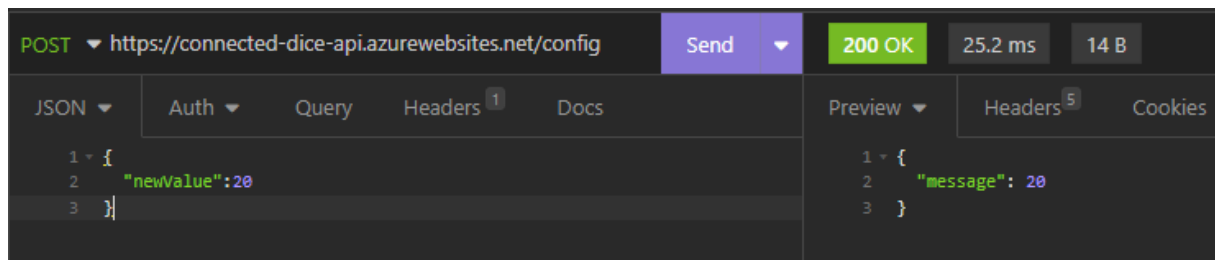 POST https://connected-dice-api.azurewebsites.net/config Send 200 OK 25.2 ms 14 B
JSON Auth Query Headers 1 Docs Preview Headers 5 Cookies
1 {
2 "newValue":20
3 }
1 {
2 "message": 20
3 }